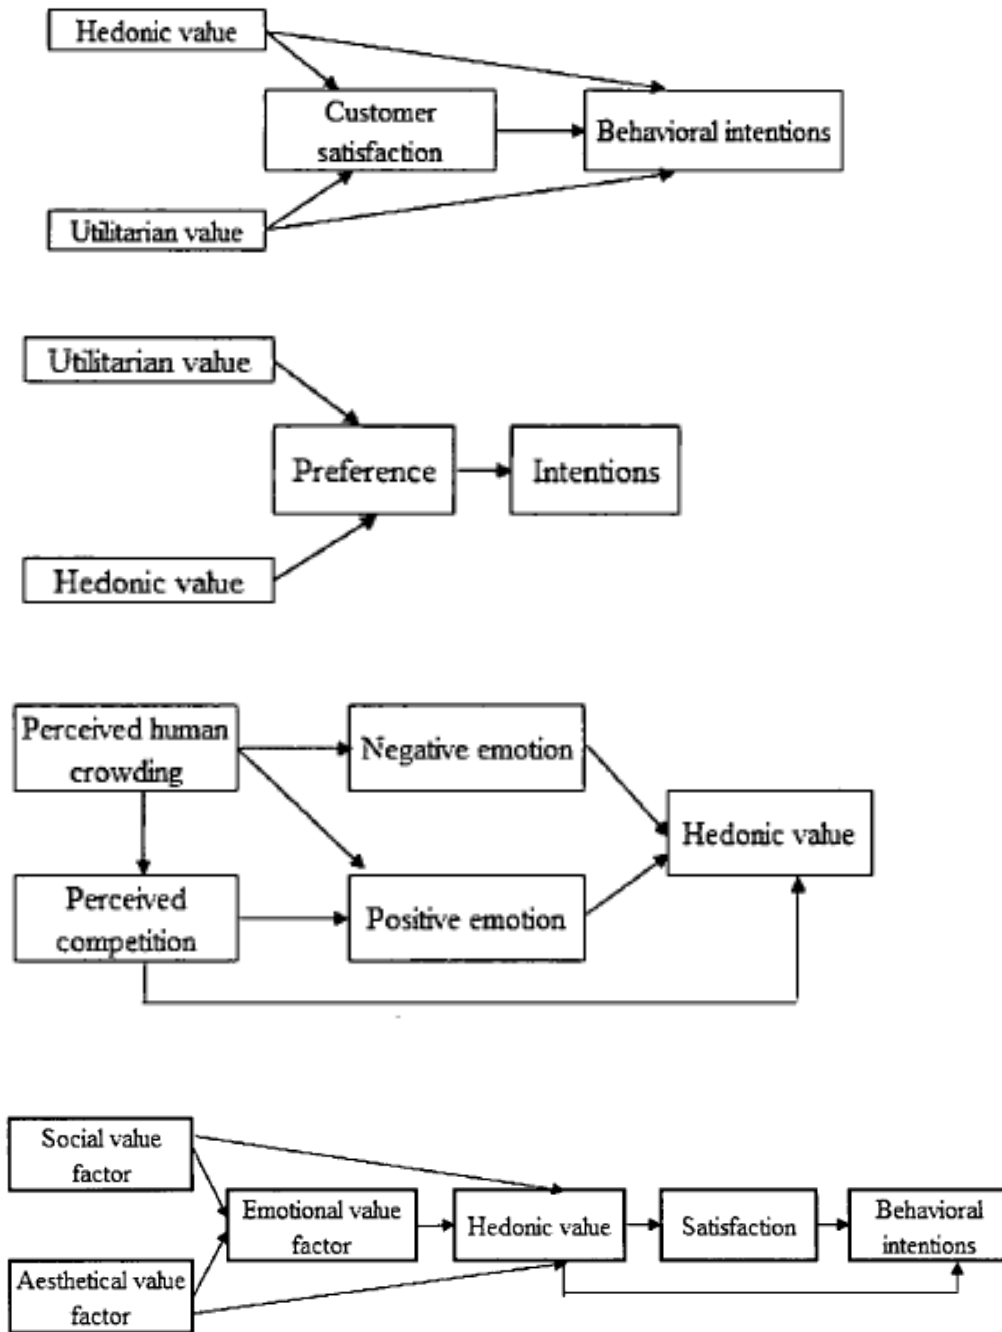 Hedonic value
Customer
satisfaction
Behavioral intentions
Utilitarian value
Utilitarian value
Preference
Intentions
Hedonic value
Perceived human
crowding
Negative emotion
Hedonic value
Perceived
competition
Positive emotion
Social value
factor
Emotional value
factor
Hedonic value
Satisfaction
Behavioral
intentions
Aesthetical value
factor